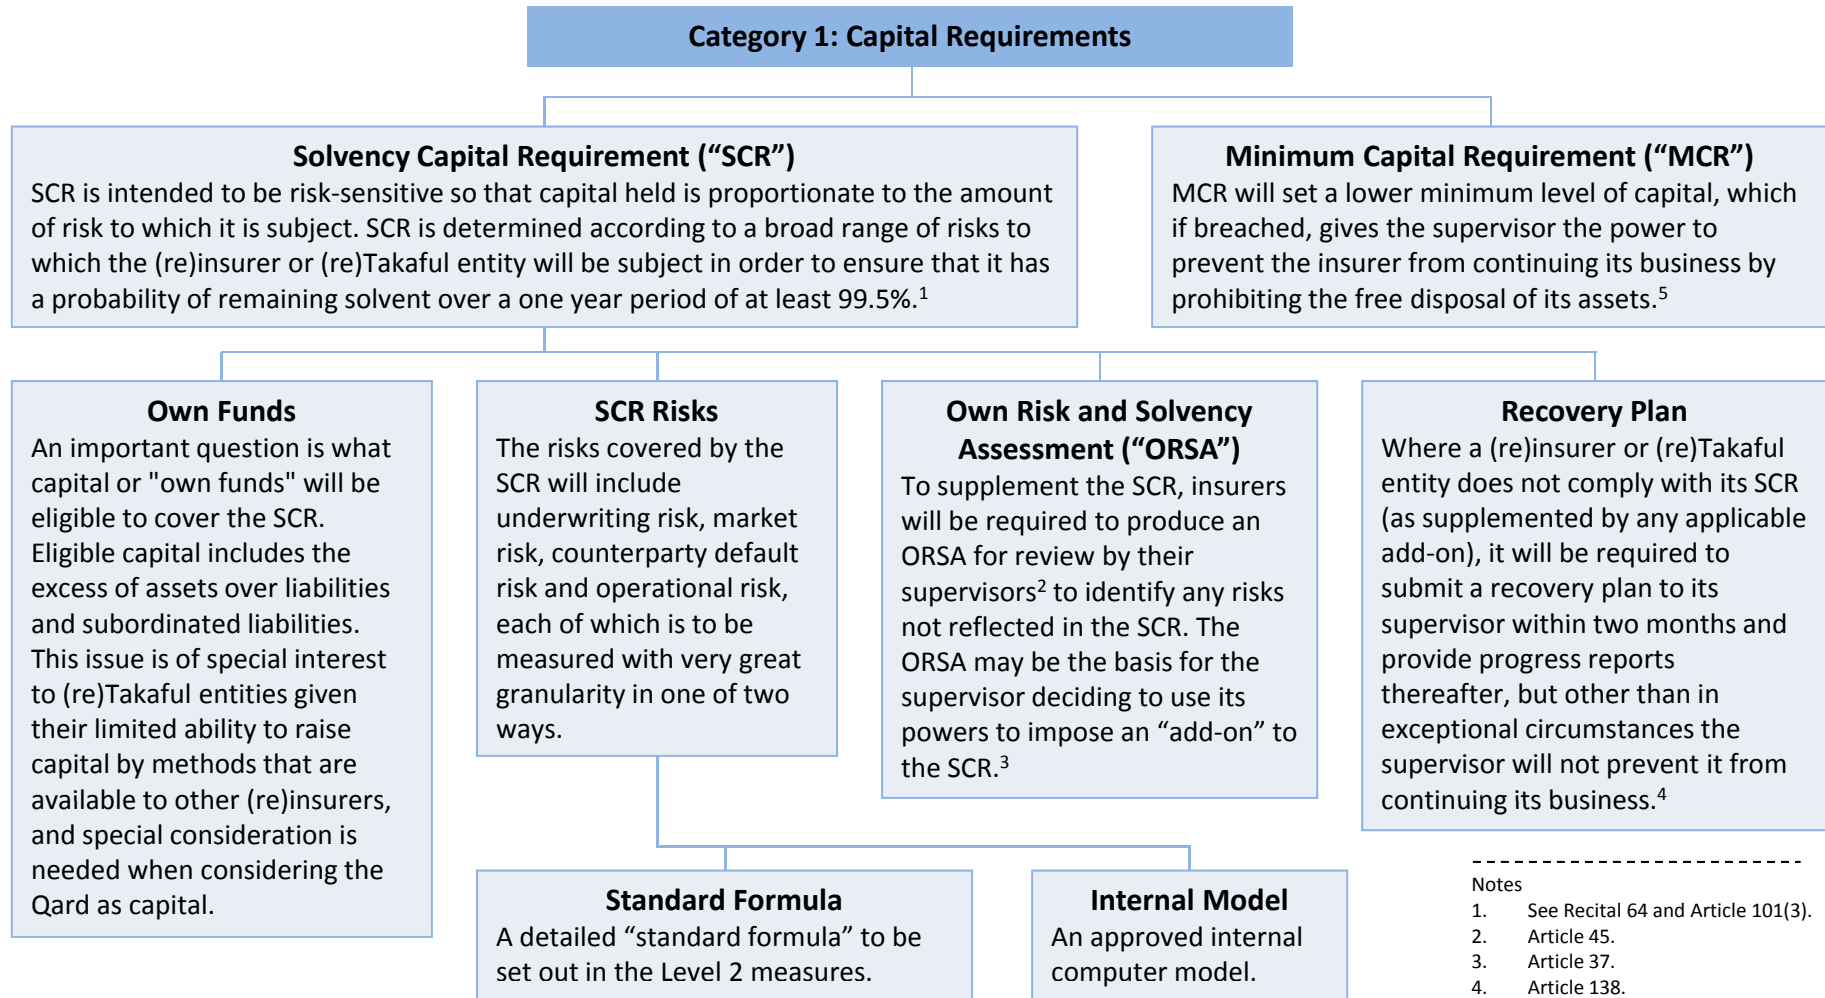 Category 1: Capital Requirements
Solvency Capital Requirement (“SCR”)
SCR is intended to be risk-sensitive so that capital held is proportionate to the amount
of risk to which it is subject. SCR is determined according to a broad range of risks to
which the (re)insurer or (re)Takaful entity will be subject in order to ensure that it has
a probability of remaining solvent over a one year period of at least 99.5%.1
Minimum Capital Requirement (“MCR”)
MCR will set a lower minimum level of capital, which
if breached, gives the supervisor the power to
prevent the insurer from continuing its business by
prohibiting the free disposal of its assets.5
Own Funds
An important question is what
capital or "own funds" will be
eligible to cover the SCR.
Eligible capital includes the
excess of assets over liabilities
and subordinated liabilities.
This issue is of special interest
to (re)Takaful entities given
their limited ability to raise
capital by methods that are
available to other (re)insurers,
and special consideration is
needed when considering the
Qard as capital.
SCR Risks
The risks covered by the
SCR will include
underwriting risk, market
risk, counterparty default
risk and operational risk,
each of which is to be
measured with very great
granularity in one of two
ways.
Own Risk and Solvency
Assessment (“ORSA”)
To supplement the SCR, insurers
will be required to produce an
ORSA for review by their
supervisors2 to identify any risks
not reflected in the SCR. The
ORSA may be the basis for the
supervisor deciding to use its
powers to impose an “add-on” to
the SCR.3
Recovery Plan
Where a (re)insurer or (re)Takaful
entity does not comply with its SCR
(as supplemented by any applicable
add-on), it will be required to
submit a recovery plan to its
supervisor within two months and
provide progress reports
thereafter, but other than in
exceptional circumstances the
supervisor will not prevent it from
continuing its business.4
Standard Formula
A detailed “standard formula” to be
set out in the Level 2 measures.
Internal Model
An approved internal
computer model.
Notes
1. See Recital 64 and Article 101(3).
2. Article 45.
3. Article 37.
4. Article 138.